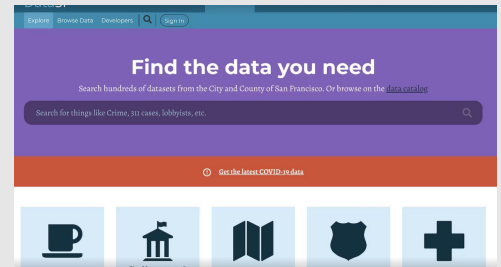 Explore Browse Data Developers Sign In
Find the data you need
Search hundreds of datasets from the City and County of San Francisco. Or browse on the data catalog
Search for things like Crime, 311 cases, lobbyists, etc.
Get the latest COVID-19 data